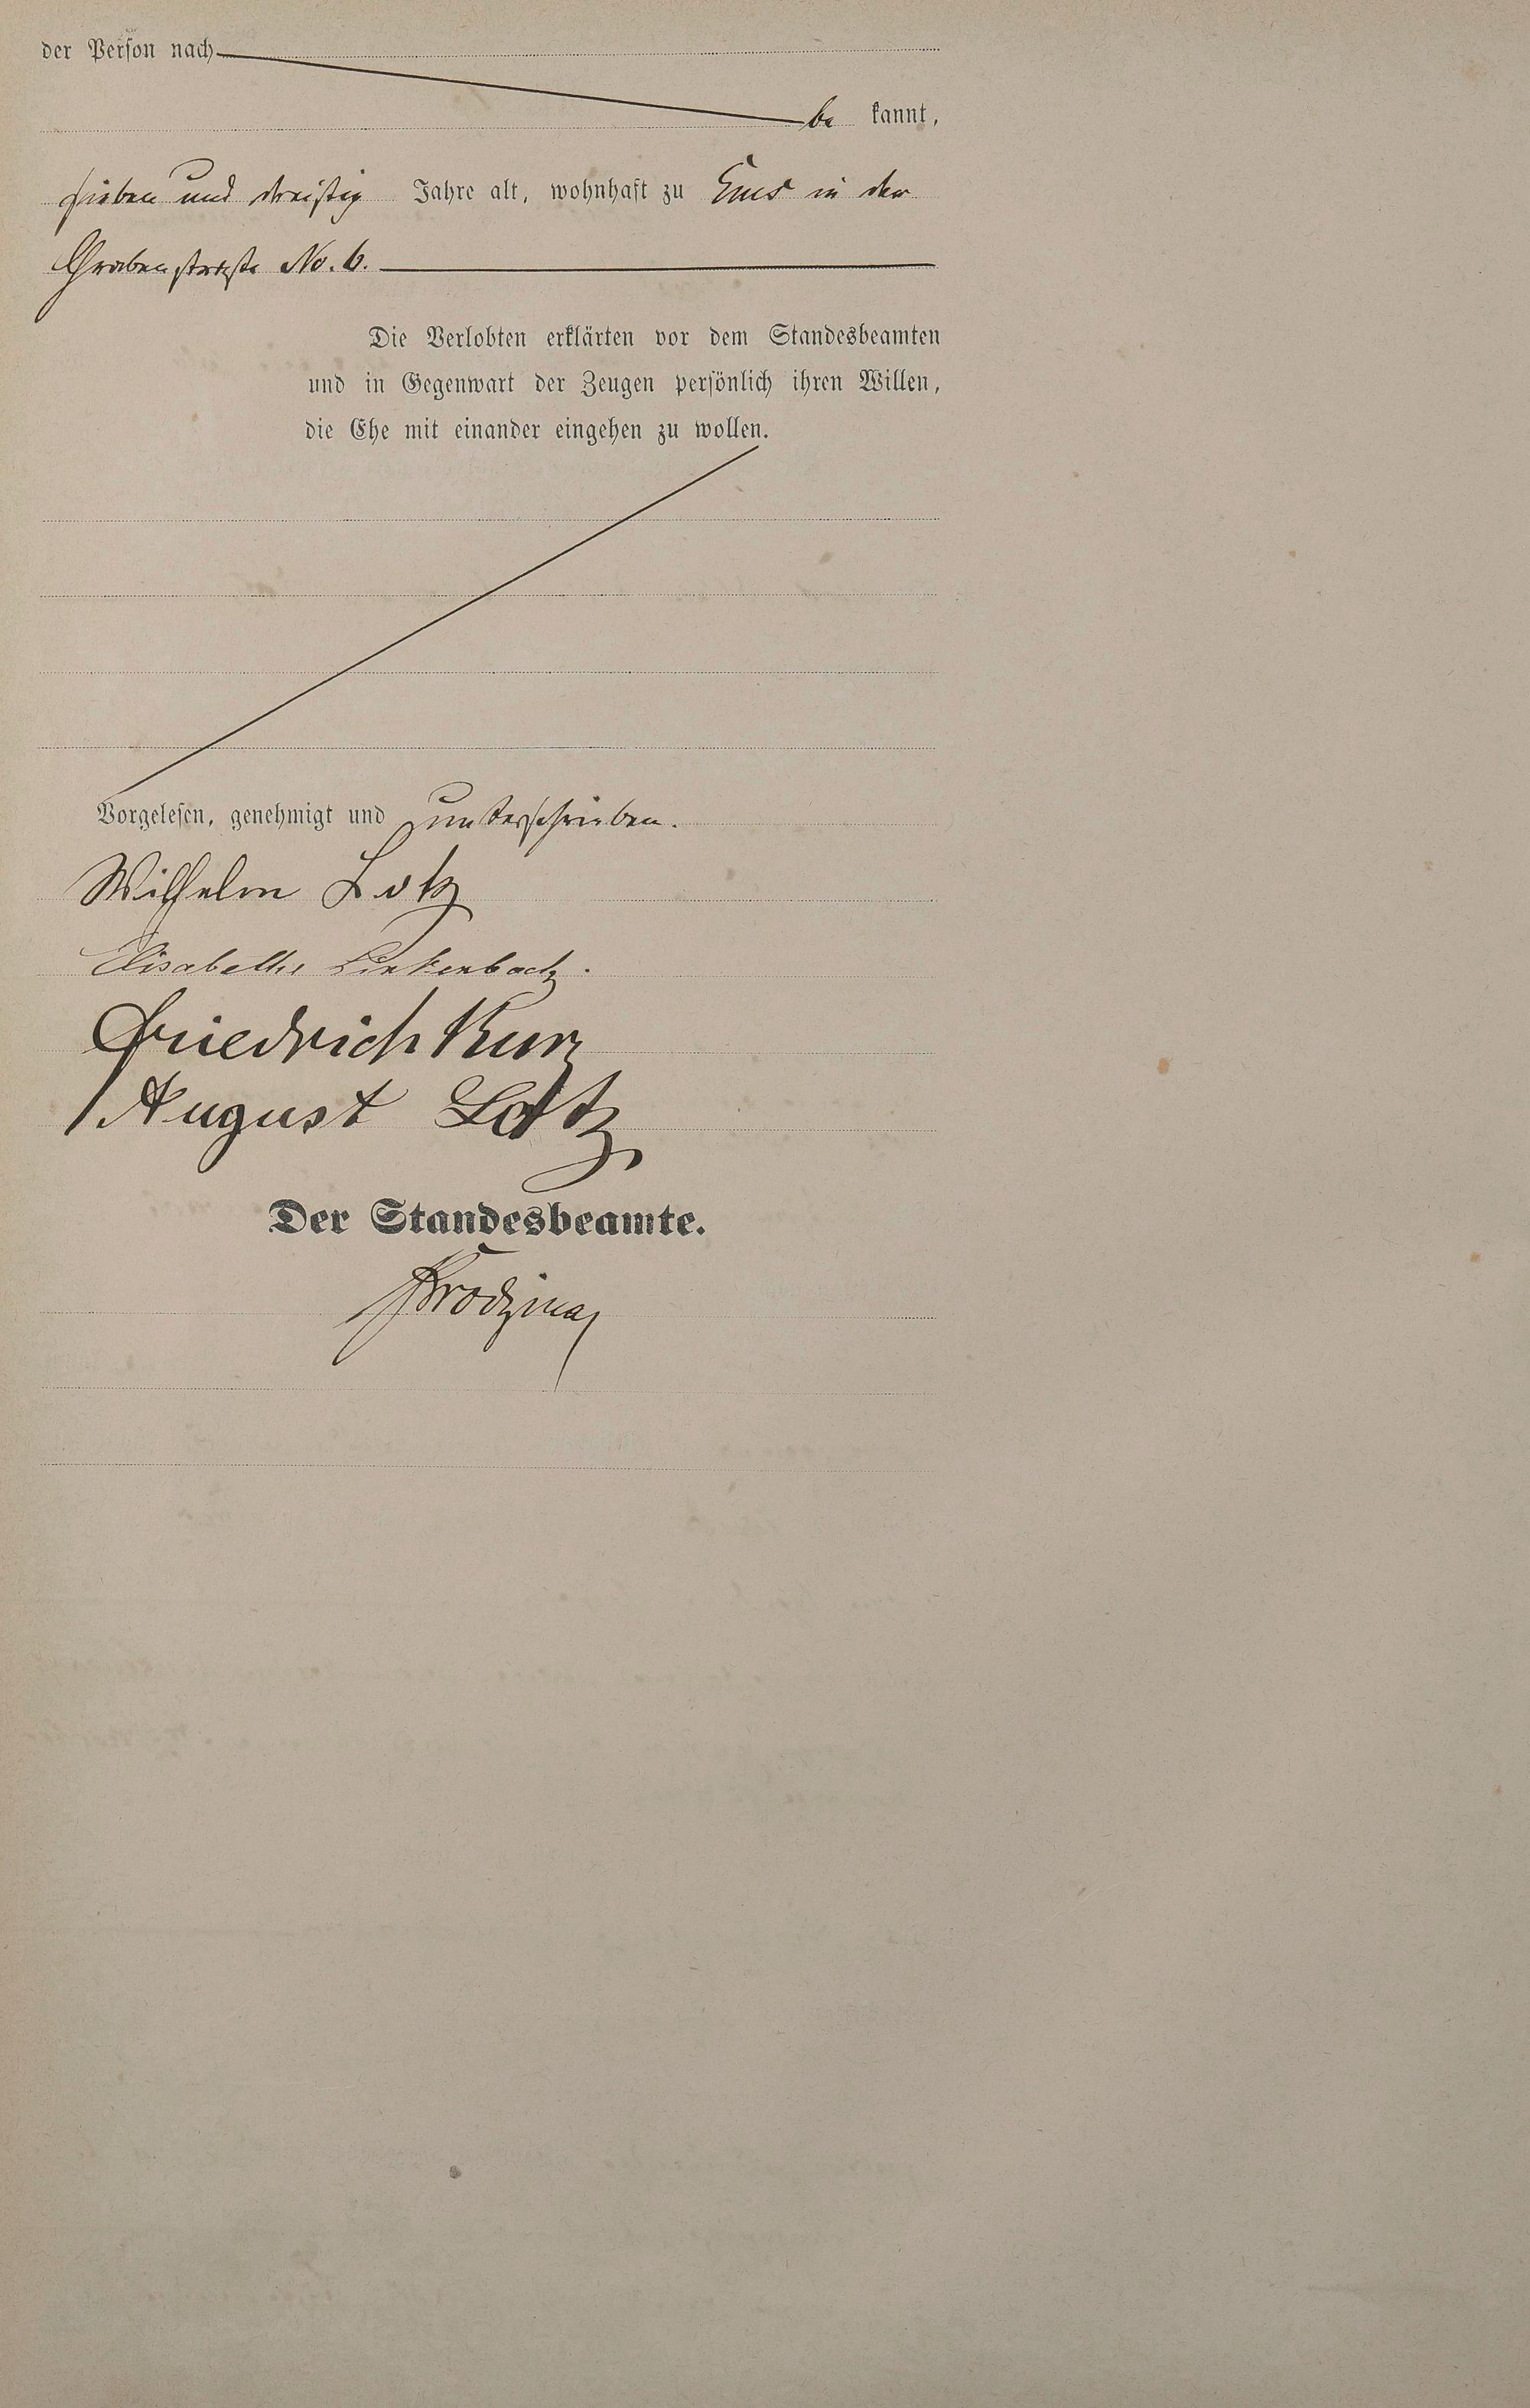 der Person nach
be kannt,
sieben und dreißig Jahre alt, wohnhaft zu Ems in der
Grabenstraße No. 6.
Die Verlobten erklärten vor dem Standesbeamten
und in Gegenwart der Zeugen persönlich ihren Willen,
die Ehe mit einander eingehen zu wollen.
Vorgelesen, genehmigt und unterschrieben.
Wilhelm Lotz
Elisabethe Linkenbach.
Friedrich Kurz
August Lotz
Der Standesbeamte.